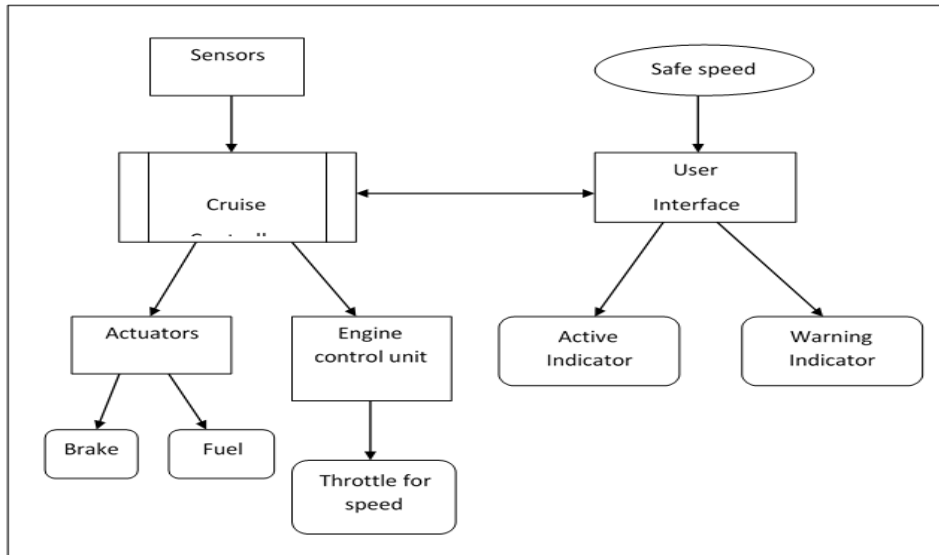 Sensors
Safe speed
Cruise
User
Interface
Actuators
Engine
control unit
Active
Indicator
Warning
Indicator
Brake
Fuel
Throttle for
speed